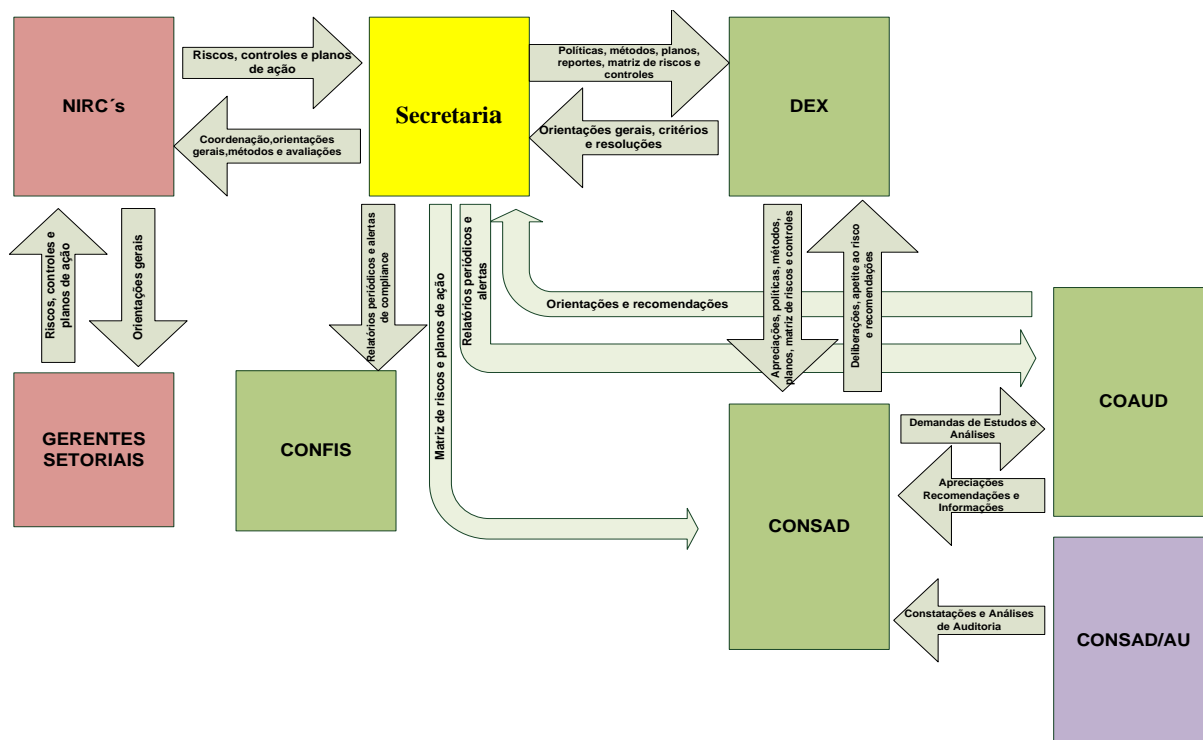 Riscos, controles e planos
de ação
Políticas, métodos, planos,
reportes, matriz de riscos e
controles
NIRC´s
Secretaria
DEX
Coordenação,orientações
gerais,métodos e avaliações
Orientações gerais, critérios
e resoluções
Riscos, controles e
planos de ação
Orientações gerais
Relatórios periódicos e alertas
de compliance
Matriz de riscos e planos de ação
Relatórios periódicos e
alertas
Orientações e recomendações
Apreciações, políticas, métodos,
planos, matriz de riscos e controles
Deliberações, apetite ao risco
e recomendações
GERENTES
SETORIAIS
CONFIS
COAUD
Demandas de Estudos e
Análises
Apreciações
Recomendações e
Informações
CONSAD
Constatações e Análises
de Auditoria
CONSAD/AU